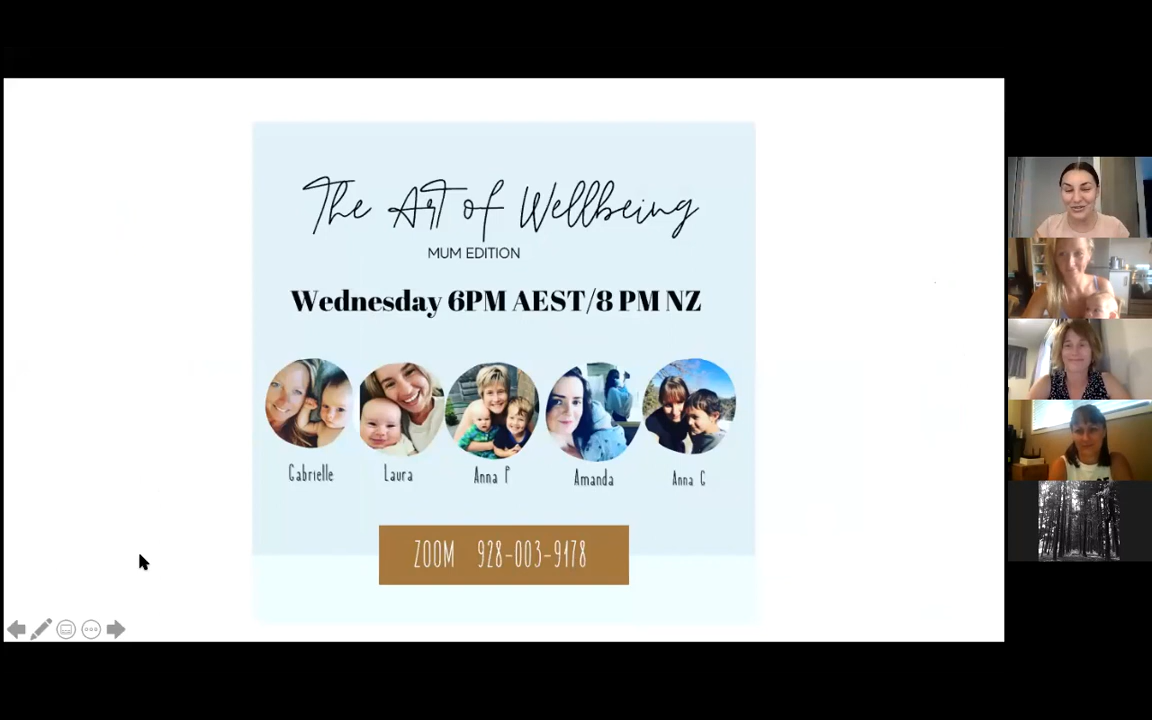 The Art of Wellbeing
MUM EDITION
Wednesday 6PM AEST/8 PM NZ
Gabrielle Laura Anna P Amanda Anna G
ZOOM 928-003-9178